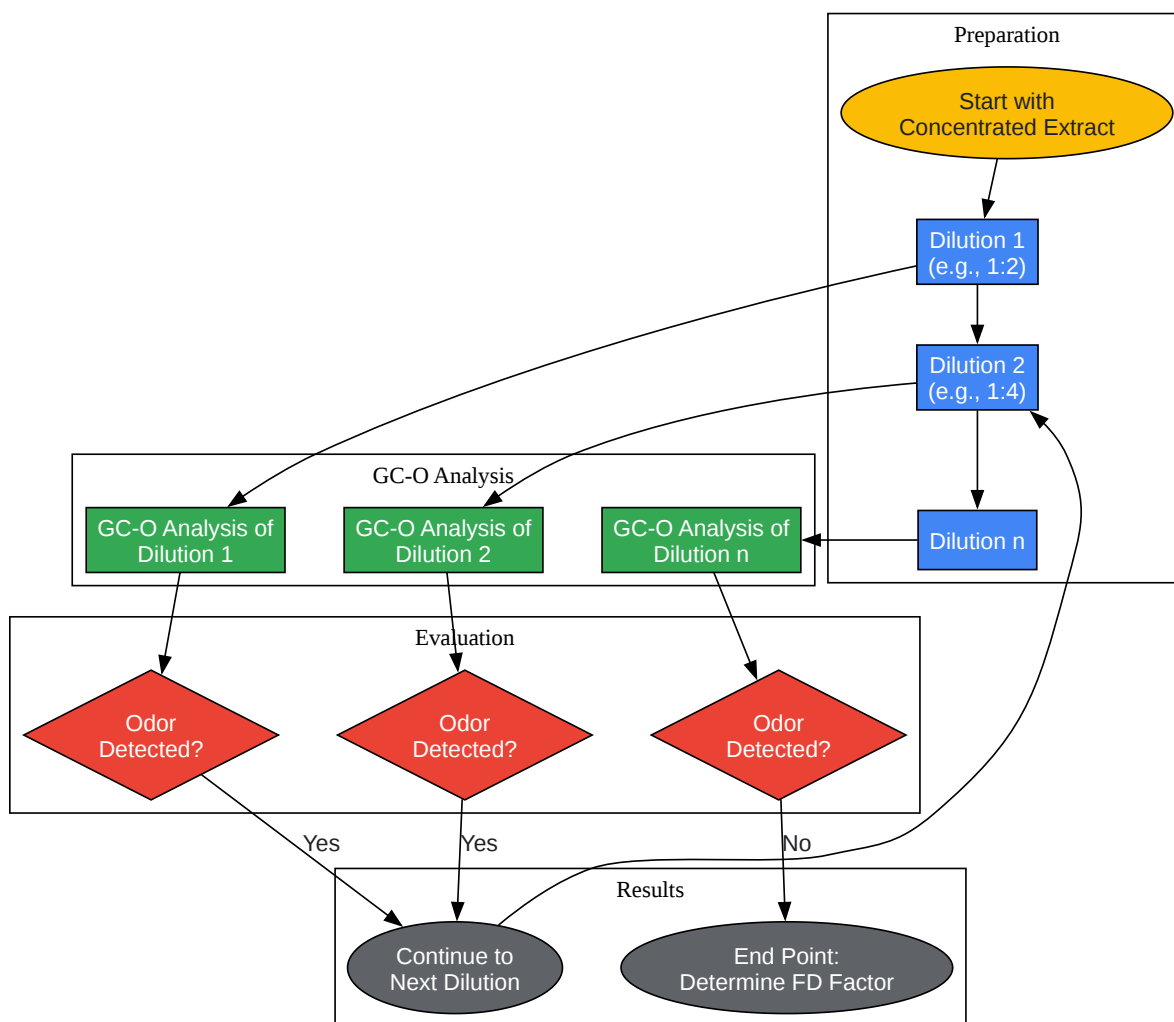 Preparation
Start with
Concentrated Extract
Dilution 1
(e.g., 1:2)
Dilution 2
(e.g., 1:4)
Dilution n
GC-O Analysis
GC-O Analysis of
Dilution 1
GC-O Analysis of
Dilution 2
GC-O Analysis of
Dilution n
Evaluation
Odor
Detected?
Odor
Detected?
Odor
Detected?
Yes
Yes
No
Results
Continue to
Next Dilution
End Point:
Determine FD Factor